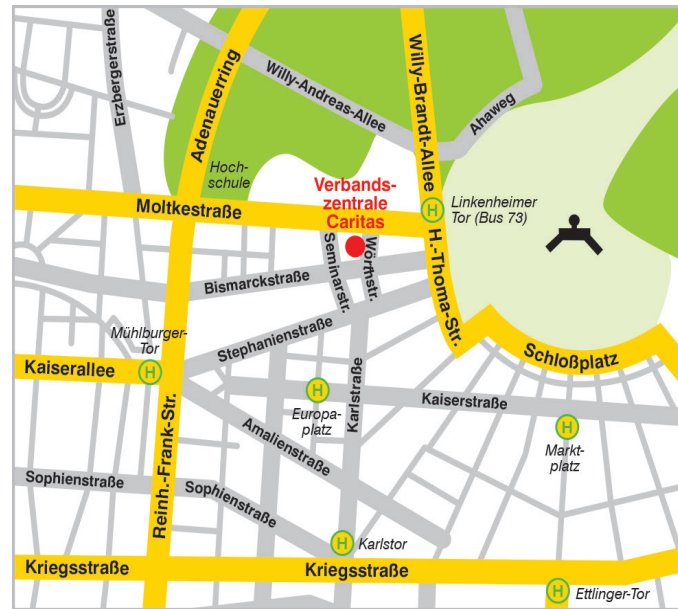 Erzbergerstraße
Adenauerring
Willy-Andreas-Allee
Willy-Brandt-Allee
Ahaweg
Hoch-
schule
Verbands-
zentrale
Caritas
Linkenheimer
Tor (Bus 73)
H
Moltkestraße
Seminarstr.
Wörthstr.
H.-Thoma-Str.
Bismarckstraße
Mühlburger-
Tor
Stephanienstraße
Schloßplatz
Kaiserallee
H
H
Europa-
platz
Karlstraße
Kaiserstraße
H
Markt-
platz
Reinh.-Frank-Str.
Amalienstraße
Sophienstraße
Sophienstraße
H
Karlstor
Kriegsstraße
Kriegsstraße
H
Ettlinger-Tor